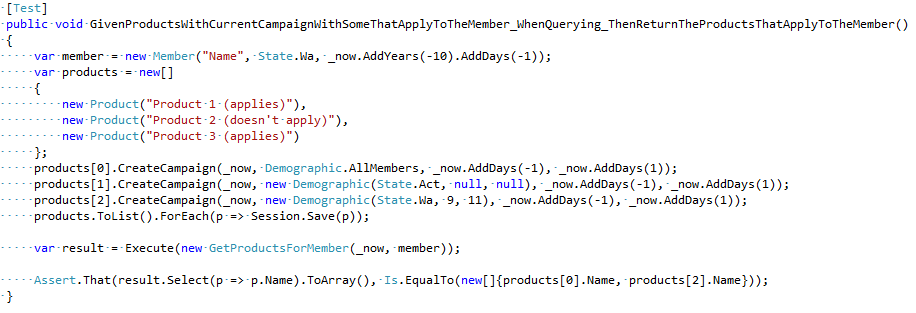 [Test]
public void GivenProductsWithCurrentCampaignWithSomeThatApplyToTheMember_WhenQuerying_ThenReturnTheProductsThatApplyToTheMember()
{
    var member = new Member("Name", State.Wa, _now.AddYears(-10).AddDays(-1));
    var products = new[]
    {
        new Product("Product 1 (applies)"),
        new Product("Product 2 (doesn't apply)"),
        new Product("Product 3 (applies)")
    };
    products[0].CreateCampaign(_now, Demographic.AllMembers, _now.AddDays(-1), _now.AddDays(1));
    products[1].CreateCampaign(_now, new Demographic(State.Act, null, null), _now.AddDays(-1), _now.AddDays(1));
    products[2].CreateCampaign(_now, new Demographic(State.Wa, 9, 11), _now.AddDays(-1), _now.AddDays(1));
    products.ToList().ForEach(p => Session.Save(p));

    var result = Execute(new GetProductsForMember(_now, member));

    Assert.That(result.Select(p => p.Name).ToArray(), Is.EqualTo(new[]{products[0].Name, products[2].Name}));
}